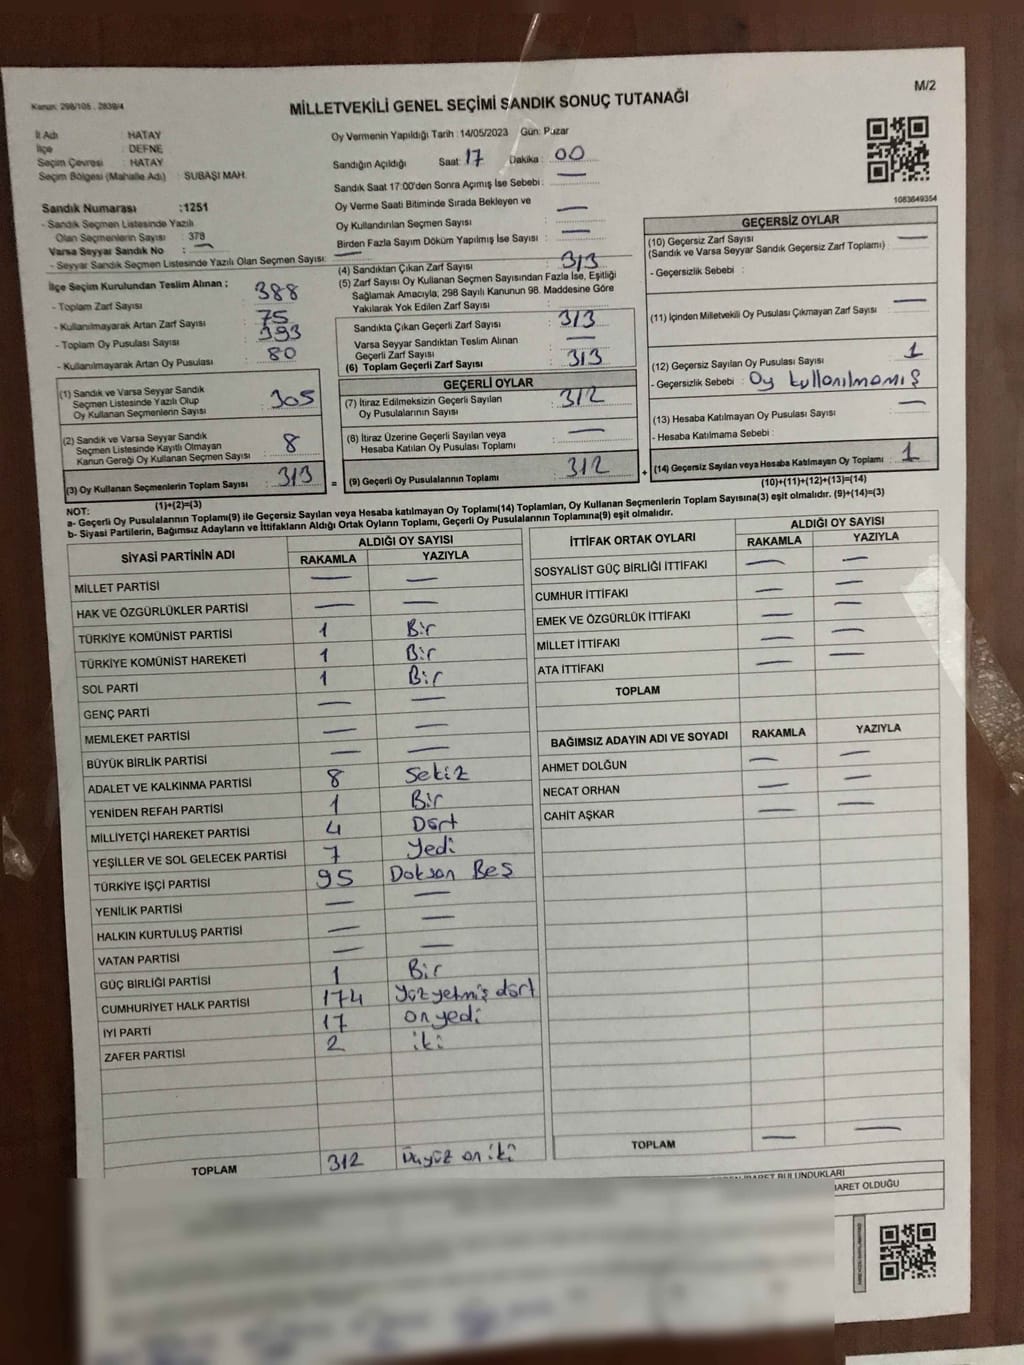 M/2
Kanun: 298/105 , 2839/4
MİLLETVEKİLİ GENEL SEÇİMİ SANDIK SONUÇ TUTANAĞI
İl Adı : HATAY
İlçe : DEFNE
Seçim Çevresi : HATAY
Seçim Bölgesi (Mahalle Adı) : SUBAŞI MAH.
Oy Vermenin Yapıldığı Tarih : 14/05/2023 Gün: Pazar
Sandığın Açıldığı Saat: 17 Dakika : 00
Sandık Saat 17:00'den Sonra Açımış İse Sebebi : —
Oy Verme Saati Bitiminde Sırada Bekleyen ve
Oy Kullandırılan Seçmen Sayısı —
Birden Fazla Sayım Döküm Yapılmış İse Sayısı : —
1083649354
Sandık Numarası :1251
- Sandık Seçmen Listesinde Yazılı
Olan Seçmenlerin Sayısı : 378
Varsa Seyyar Sandık No : —
- Seyyar Sandık Seçmen Listesinde Yazılı Olan Seçmen Sayısı: —
İlçe Seçim Kurulundan Teslim Alınan ;
- Toplam Zarf Sayısı : 388
- Kullanılmayarak Artan Zarf Sayısı : 75
- Toplam Oy Pusulası Sayısı : 393
- Kullanılmayarak Artan Oy Pusulası : 80
(1) Sandık ve Varsa Seyyar Sandık
Seçmen Listesinde Yazılı Olup
Oy Kullanan Seçmenlerin Sayısı : 305
(2) Sandık ve Varsa Seyyar Sandık
Seçmen Listesinde Kayıtlı Olmayan
Kanun Gereği Oy Kullanan Seçmen Sayısı : 8
(3) Oy Kullanan Seçmenlerin Toplam Sayısı : 313
(1)+(2)=(3)
(4) Sandıktan Çıkan Zarf Sayısı : 313
(5) Zarf Sayısı Oy Kullanan Seçmen Sayısından Fazla İse, Eşitliği
Sağlamak Amacıyla, 298 Sayılı Kanunun 98. Maddesine Göre
Yakılarak Yok Edilen Zarf Sayısı
Sandıkta Çıkan Geçerli Zarf Sayısı : 313
Varsa Seyyar Sandıktan Teslim Alınan
Geçerli Zarf Sayısı : —
(6) Toplam Geçerli Zarf Sayısı : 313
GEÇERLİ OYLAR
(7) İtiraz Edilmeksizin Geçerli Sayılan
Oy Pusulalarının Sayısı : 312
(8) İtiraz Üzerine Geçerli Sayılan veya
Hesaba Katılan Oy Pusulası Toplamı : —
= (9) Geçerli Oy Pusulalarının Toplamı : 312
GEÇERSİZ OYLAR
(10) Geçersiz Zarf Sayısı : —
(Sandık ve Varsa Seyyar Sandık Geçersiz Zarf Toplamı)
- Geçersizlik Sebebi :
(11) İçinden Milletvekili Oy Pusulası Çıkmayan Zarf Sayısı : —
(12) Geçersiz Sayılan Oy Pusulası Sayısı : 1
- Geçersizlik Sebebi : Oy kullanılmamış
(13) Hesaba Katılmayan Oy Pusulası Sayısı : —
- Hesaba Katılmama Sebebi :
+ (14) Geçersiz Sayılan veya Hesaba Katılmayan Oy Toplamı : 1
(10)+(11)+(12)+(13)=(14)
NOT:
a- Geçerli Oy Pusulalarının Toplamı(9) ile Geçersiz Sayılan veya Hesaba katılmayan Oy Toplamı(14) Toplamları, Oy Kullanan Seçmenlerin Toplam Sayısına(3) eşit olmalıdır. (9)+(14)=(3)
b- Siyasi Partilerin, Bağımsız Adayların ve İttifakların Aldığı Ortak Oyların Toplamı, Geçerli Oy Pusulalarının Toplamına(9) eşit olmalıdır.
SİYASİ PARTİNİN ADI ALDIĞI OY SAYISI
RAKAMLA YAZIYLA
MİLLET PARTİSİ — —
HAK VE ÖZGÜRLÜKLER PARTİSİ — —
TÜRKİYE KOMÜNİST PARTİSİ 1 Bir
TÜRKİYE KOMÜNİST HAREKETİ 1 Bir
SOL PARTİ 1 Bir
GENÇ PARTİ — —
MEMLEKET PARTİSİ — —
BÜYÜK BİRLİK PARTİSİ — —
ADALET VE KALKINMA PARTİSİ 8 Sekiz
YENİDEN REFAH PARTİSİ 1 Bir
MİLLİYETÇİ HAREKET PARTİSİ 4 Dört
YEŞİLLER VE SOL GELECEK PARTİSİ 7 Yedi
TÜRKİYE İŞÇİ PARTİSİ 95 Doksan Beş
YENİLİK PARTİSİ — —
HALKIN KURTULUŞ PARTİSİ — —
VATAN PARTİSİ — —
GÜÇ BİRLİĞİ PARTİSİ 1 Bir
CUMHURİYET HALK PARTİSİ 174 Yüz yetmiş dört
İYİ PARTİ 17 on yedi
ZAFER PARTİSİ 2 iki
TOPLAM 312 Üçyüz on iki
İTTİFAK ORTAK OYLARI ALDIĞI OY SAYISI
RAKAMLA YAZIYLA
SOSYALİST GÜÇ BİRLİĞİ İTTİFAKI — —
CUMHUR İTTİFAKI — —
EMEK VE ÖZGÜRLÜK İTTİFAKI — —
MİLLET İTTİFAKI — —
ATA İTTİFAKI — —
TOPLAM
BAĞIMSIZ ADAYIN ADI VE SOYADI RAKAMLA YAZIYLA
AHMET DOLĞUN — —
NECAT ORHAN — —
CAHİT AŞKAR — —
TOPLAM — —
BULUNDUKLARI
OLDUĞU